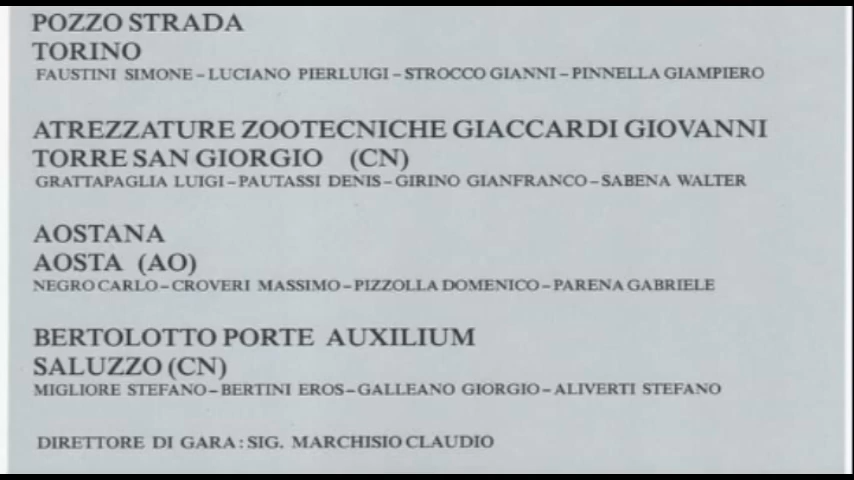 POZZO STRADA
TORINO
FAUSTINI SIMONE – LUCIANO PIERLUIGI – STROCCO GIANNI – PINNELLA GIAMPIERO
ATREZZATURE ZOOTECNICHE GIACCARDI GIOVANNI
TORRE SAN GIORGIO (CN)
GRATTAPAGLIA LUIGI – PAUTASSI DENIS – GIRINO GIANFRANCO – SABENA WALTER
AOSTANA
AOSTA (AO)
NEGRO CARLO – CROVERI MASSIMO – PIZZOLLA DOMENICO – PARENA GABRIELE
BERTOLOTTO PORTE AUXILIUM
SALUZZO (CN)
MIGLIORE STEFANO – BERTINI EROS – GALLEANO GIORGIO – ALIVERTI STEFANO
DIRETTORE DI GARA : SIG. MARCHISIO CLAUDIO